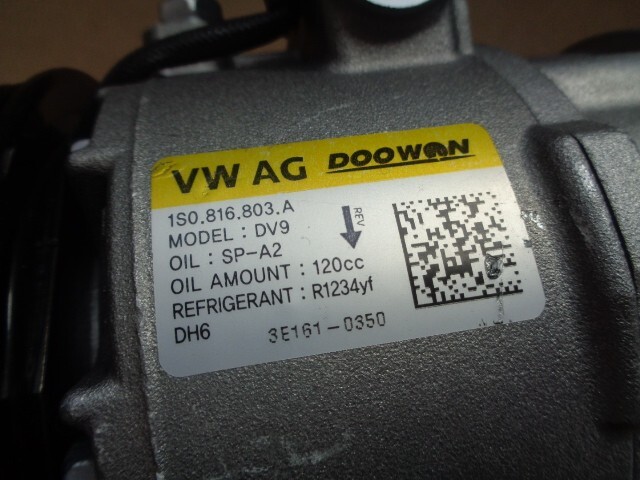 VW AG DOOWON
1S0.816.803.A
MODEL : DV9
OIL : SP-A2
OIL AMOUNT : 120cc
REFRIGERANT : R1234yf
DH6 3E161-0350
REV